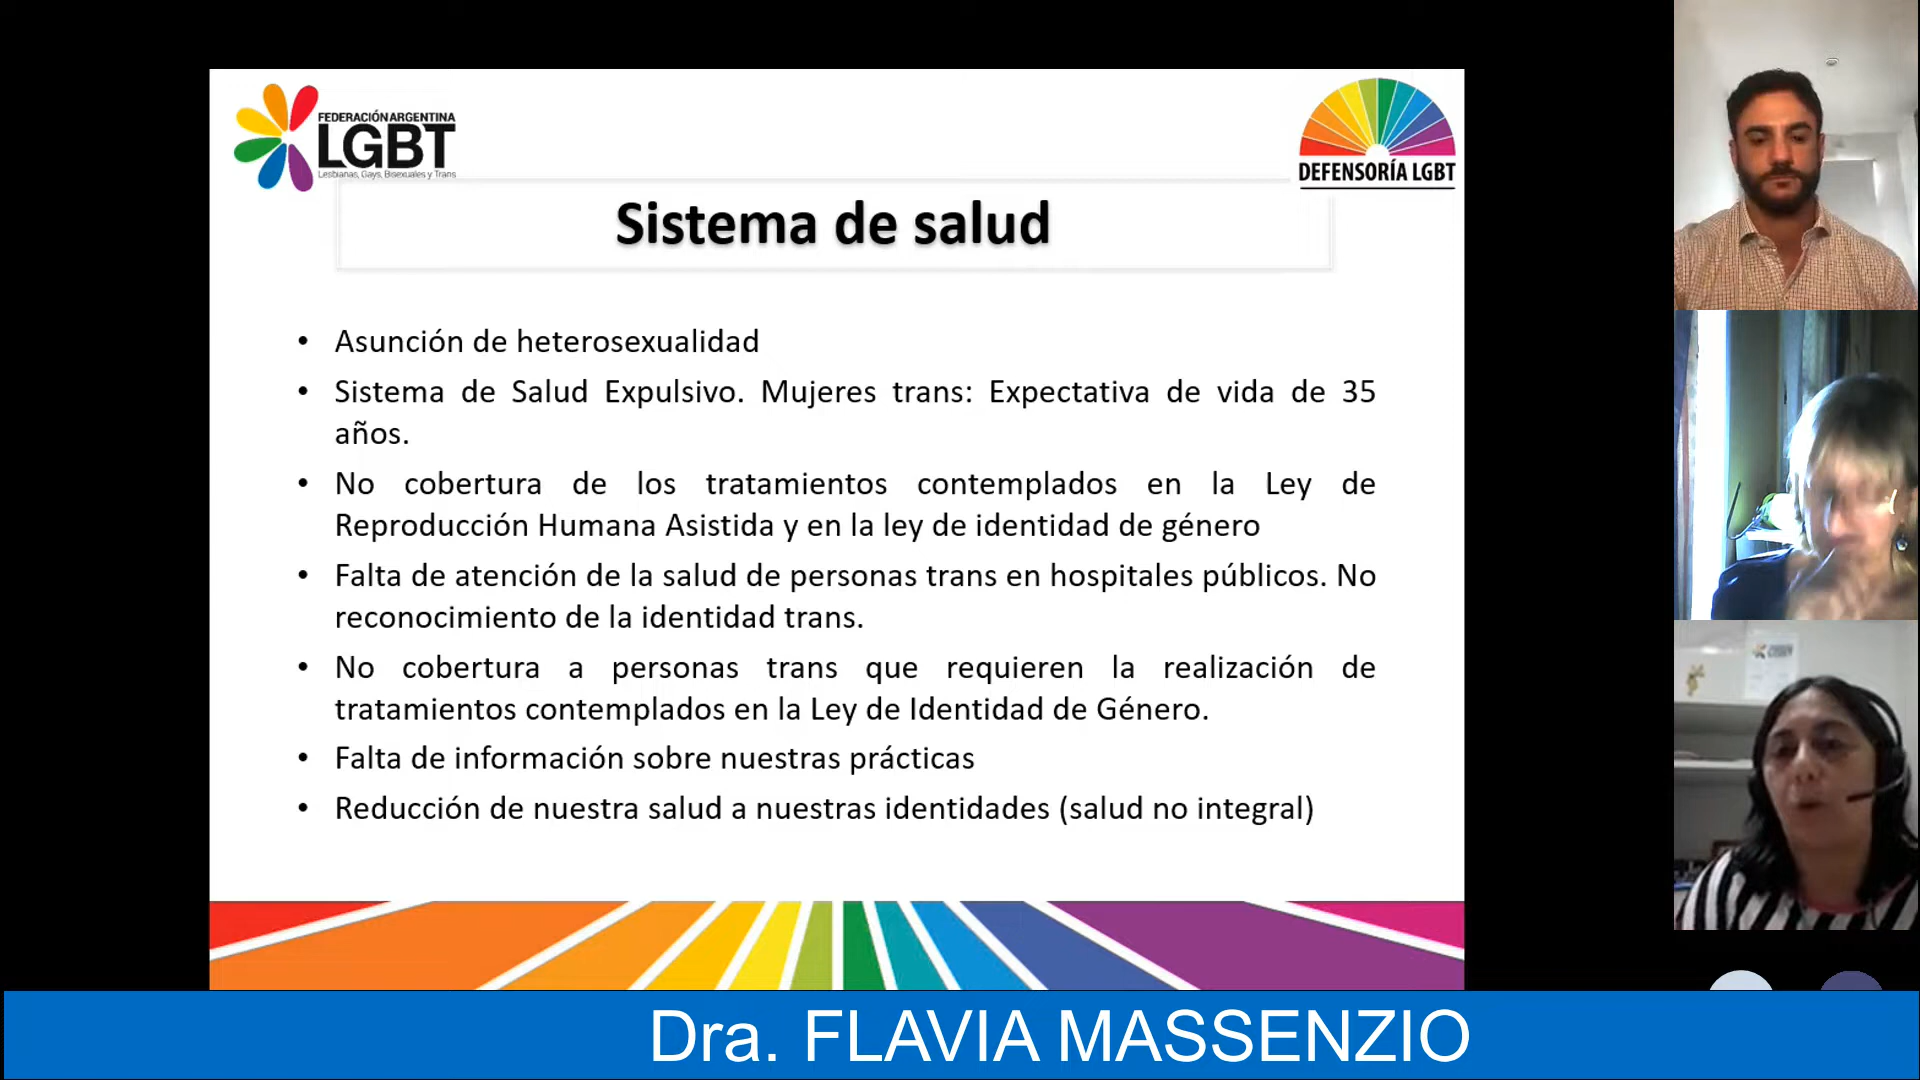 FEDERACIÓN ARGENTINA
LGBT
Lesbianas, Gays, Bisexuales y Trans
DEFENSORÍA LGBT
Sistema de salud
• Asunción de heterosexualidad
• Sistema de Salud Expulsivo. Mujeres trans: Expectativa de vida de 35
años.
• No cobertura de los tratamientos contemplados en la Ley de
Reproducción Humana Asistida y en la ley de identidad de género
• Falta de atención de la salud de personas trans en hospitales públicos. No
reconocimiento de la identidad trans.
• No cobertura a personas trans que requieren la realización de
tratamientos contemplados en la Ley de Identidad de Género.
• Falta de información sobre nuestras prácticas
• Reducción de nuestra salud a nuestras identidades (salud no integral)
Dra. FLAVIA MASSENZIO